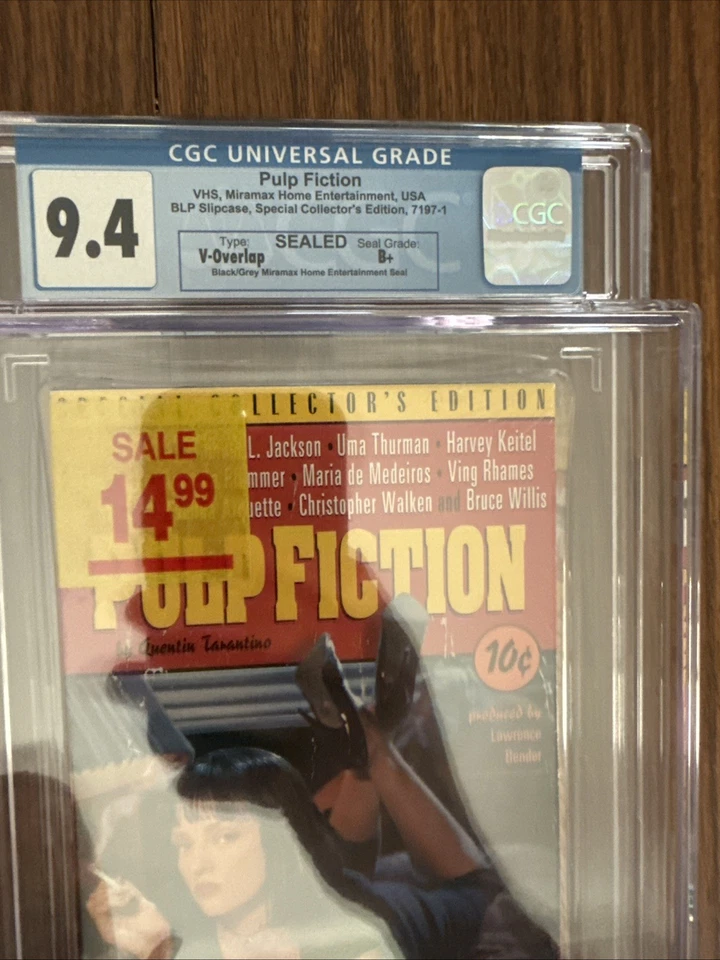 CGC UNIVERSAL GRADE
9.4
Pulp Fiction
VHS, Miramax Home Entertainment, USA
BLP Slipcase, Special Collector's Edition, 7197-1
Type: SEALED Seal Grade:
V-Overlap B+
Black/Grey Miramax Home Entertainment Seal
CGC
SPECIAL COLLECTOR'S EDITION
SALE
14.99
L. Jackson • Uma Thurman • Harvey Keitel
• Maria de Medeiros • Ving Rhames
• Christopher Walken and Bruce Willis
PULP FICTION
by Quentin Tarantino
10¢
produced by
Lawrence
Bender